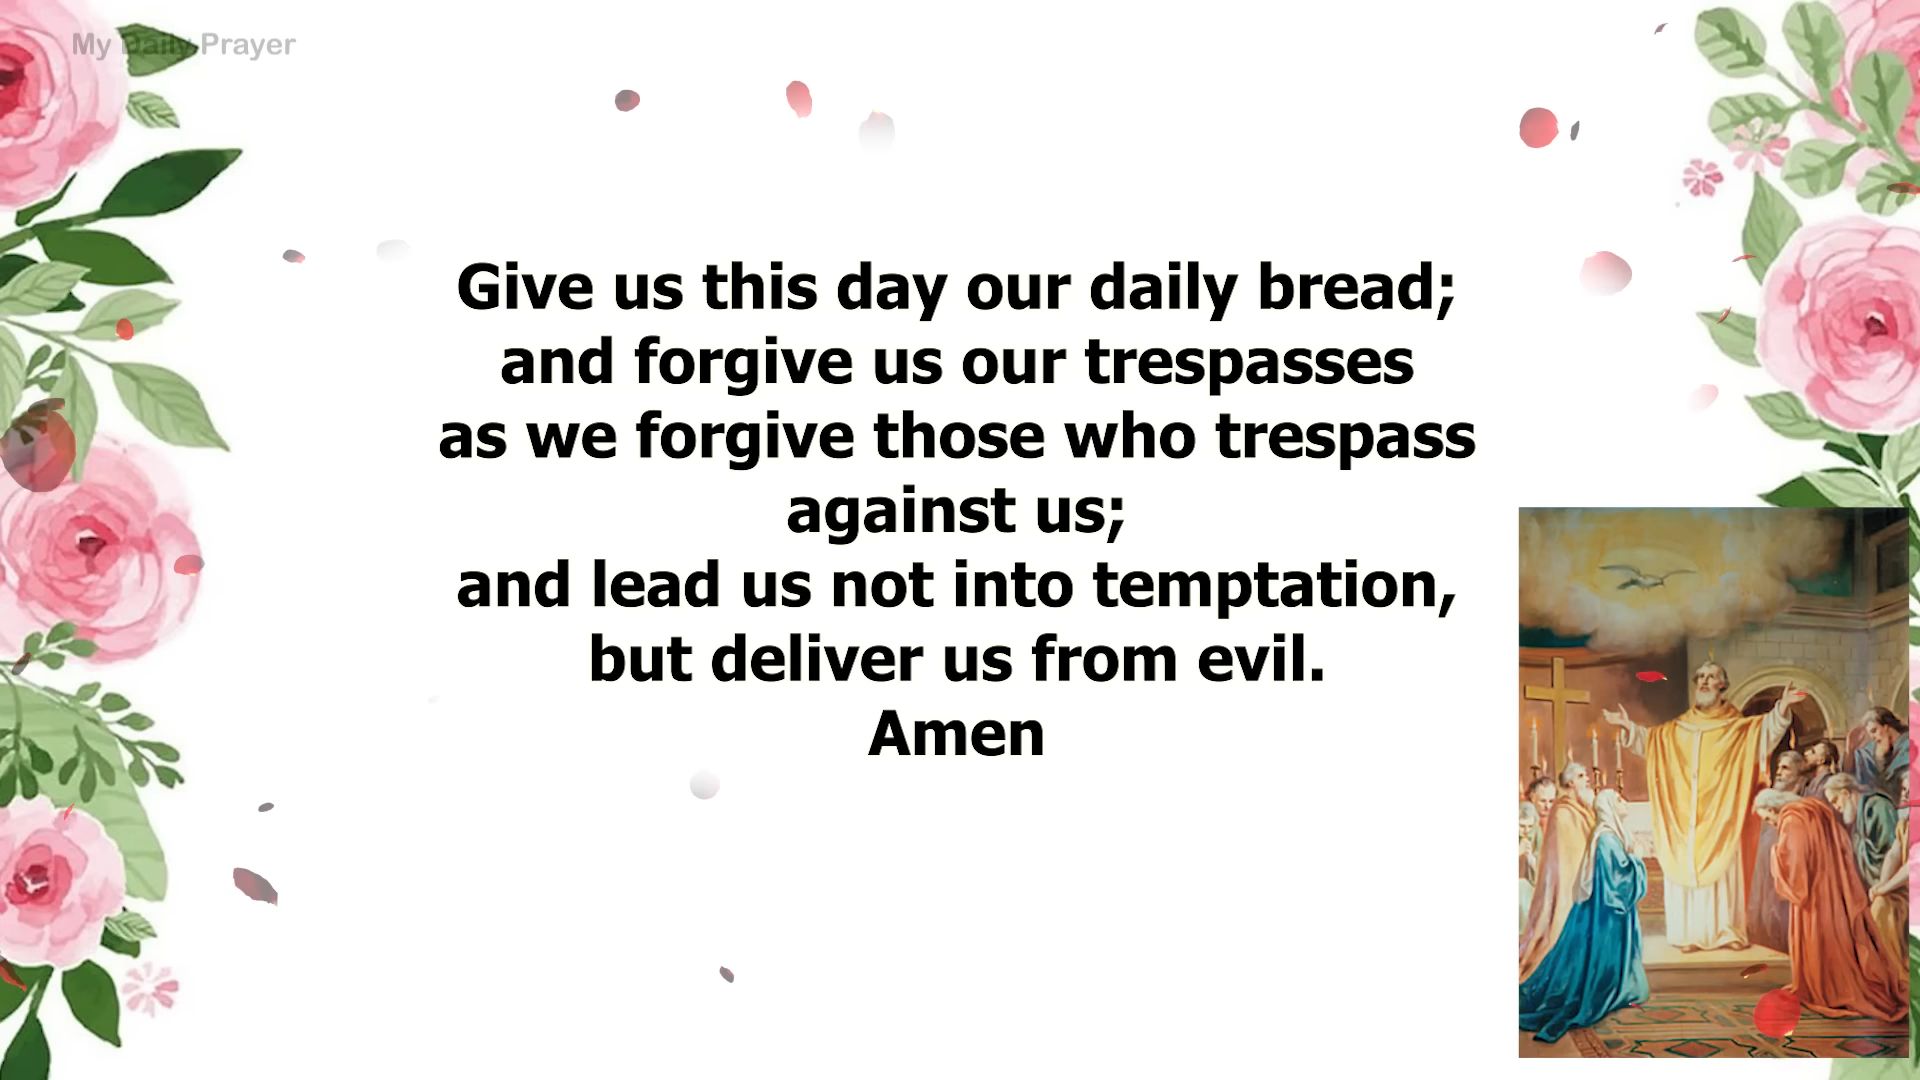 My Daily Prayer
Give us this day our daily bread;
and forgive us our trespasses
as we forgive those who trespass
against us;
and lead us not into temptation,
but deliver us from evil.
Amen